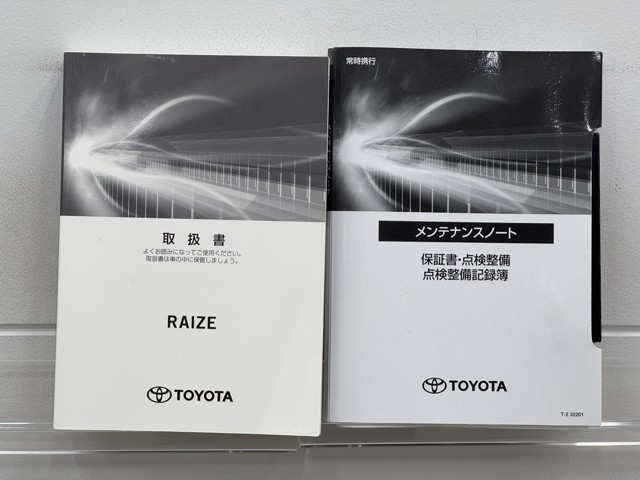 取扱書
よくお読みになってご使用ください。
取扱書は車の中に保管しましょう。
RAIZE
TOYOTA
常時携行
メンテナンスノート
保証書・点検整備
点検整備記録簿
TOYOTA
T-2 32201